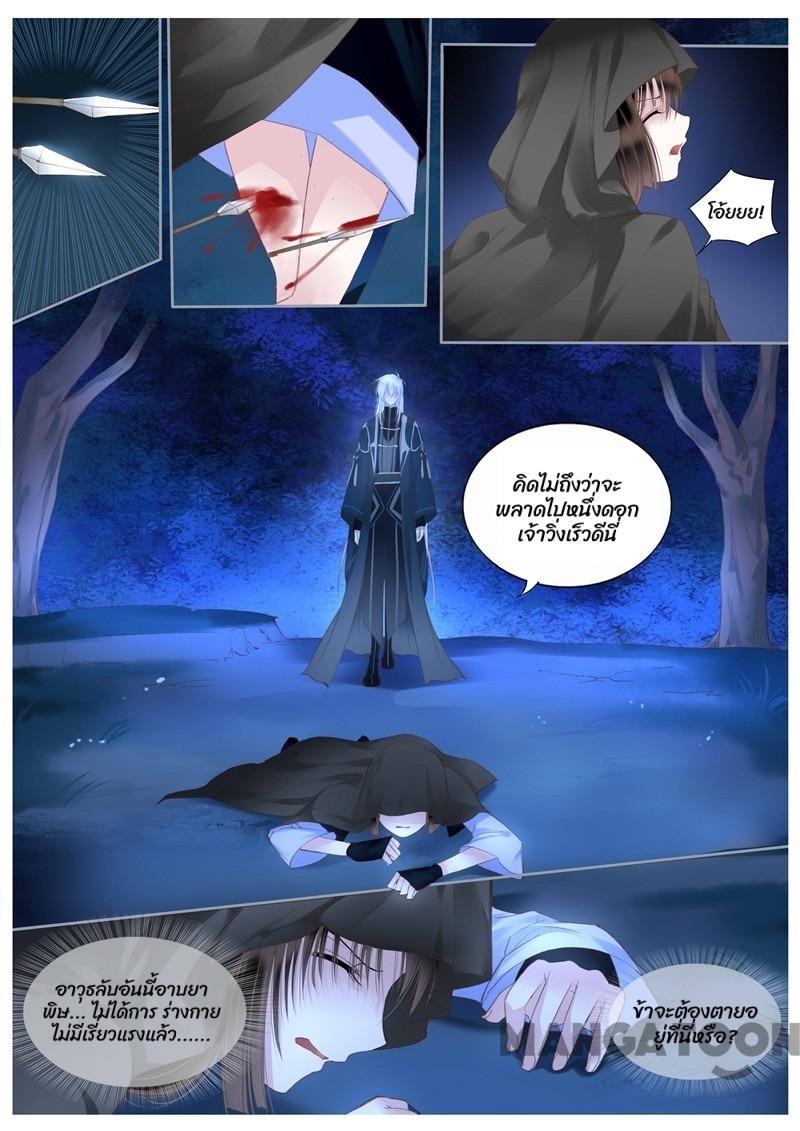 โอ้ยยย!
คิดไม่ถึงว่าจะ
พลาดไปหนึ่งดอก
เจ้าวิ่งเร็วดีนี่
อาวุธลับอันนี้อาบยา
พิษ... ไม่ได้การ ร่างกาย
ไม่มีเรี่ยวแรงแล้ว......
ข้าจะต้องตายอ
ยู่ที่นี่หรือ?
MANGATOON